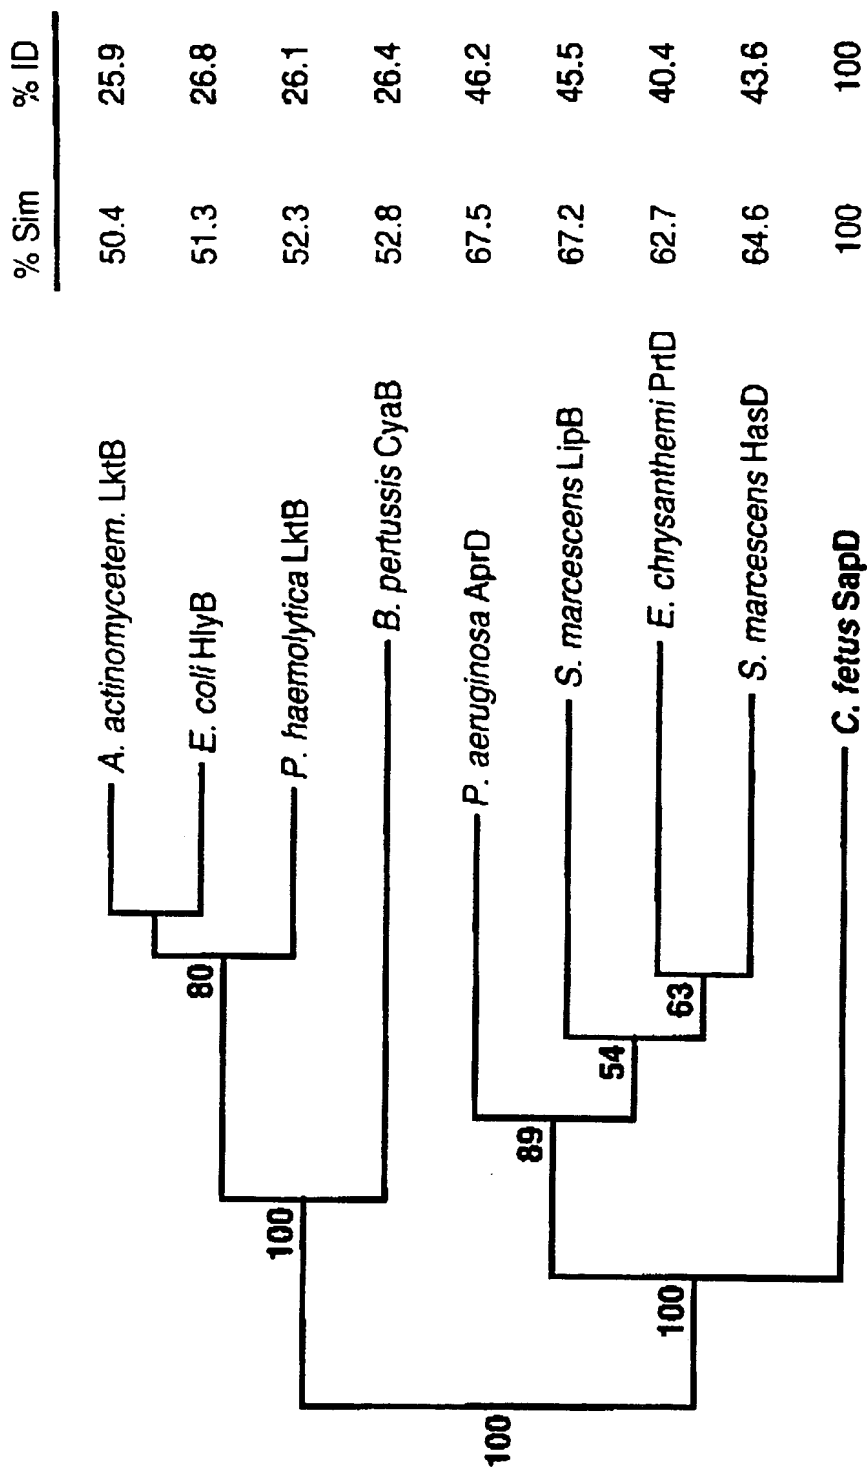 % Sim % ID
A. actinomycetem. LktB 50.4 25.9
E. coli HlyB 51.3 26.8
80
P. haemolytica LktB 52.3 26.1
100
B. pertussis CyaB 52.8 26.4
P. aeruginosa AprD 67.5 46.2
100
89
S. marcescens LipB 67.2 45.5
54
E. chrysanthemi PrtD 62.7 40.4
63
100
S. marcescens HasD 64.6 43.6
C. fetus SapD 100 100